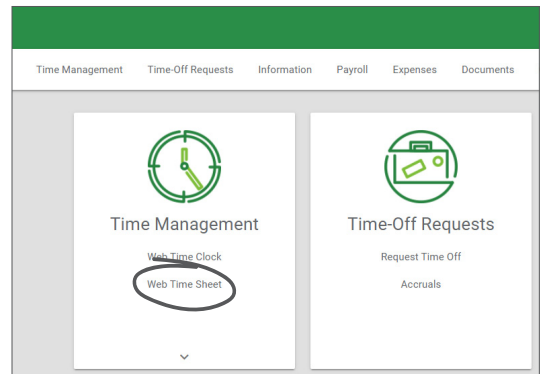 Time Management Time-Off Requests Information Payroll Expenses Documents
Time Management
Web Time Clock
Web Time Sheet
Time-Off Requests
Request Time Off
Accruals